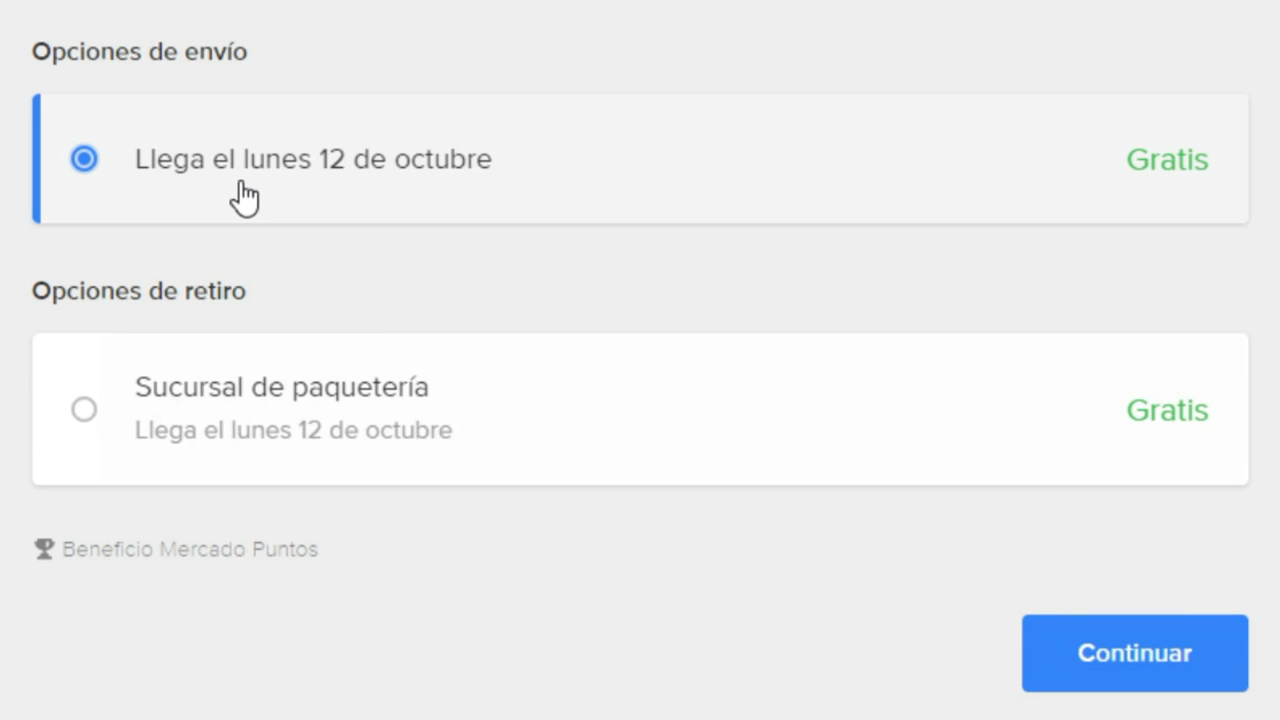 Opciones de envío
Llega el lunes 12 de octubre
Gratis
Opciones de retiro
Sucursal de paquetería
Llega el lunes 12 de octubre
Gratis
Beneficio Mercado Puntos
Continuar